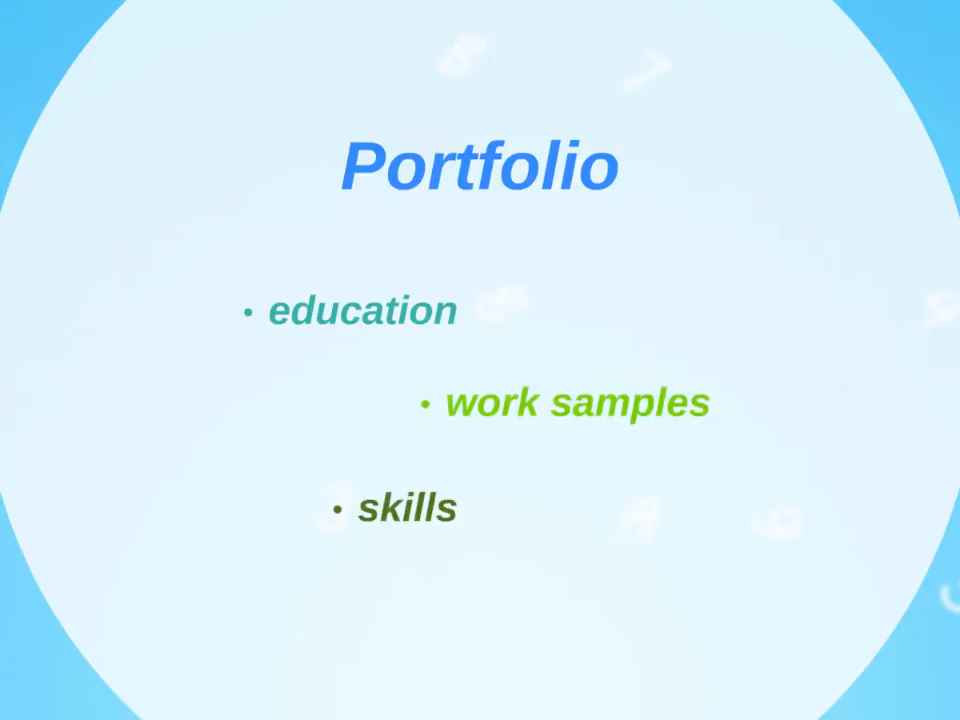 Portfolio
• education
• work samples
• skills